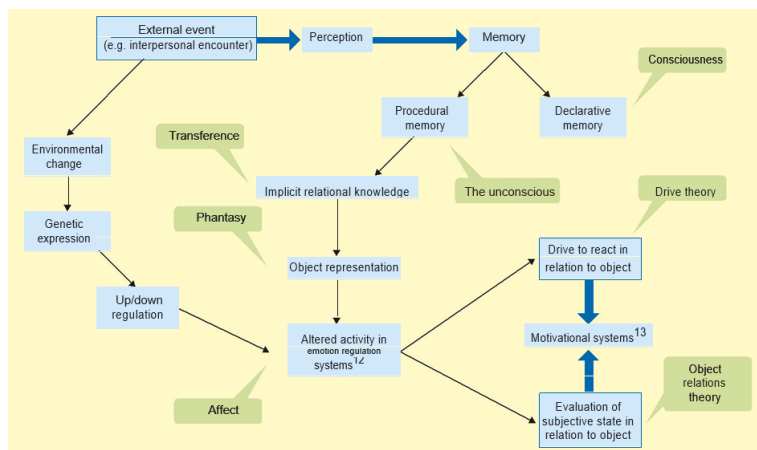 External event
(e.g. interpersonal encounter)
Perception
Memory
Consciousness
Procedural
memory
Declarative
memory
Transference
Environmental
change
Implicit relational knowledge
The unconscious
Drive theory
Phantasy
Genetic
expression
Object representation
Drive to react in
relation to object
Up/down
regulation
Altered activity in
emotion regulation
systems12
Motivational systems13
Object
relations
theory
Affect
Evaluation of
subjective state in
relation to object